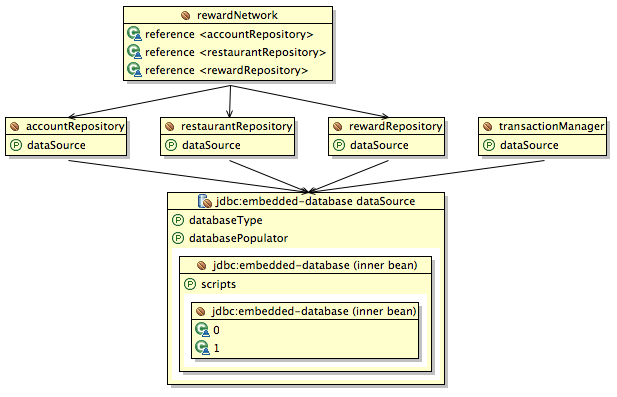 rewardNetwork
reference <accountRepository>
reference <restaurantRepository>
reference <rewardRepository>
accountRepository
dataSource
restaurantRepository
dataSource
rewardRepository
dataSource
transactionManager
dataSource
jdbc:embedded-database dataSource
databaseType
databasePopulator
jdbc:embedded-database (inner bean)
scripts
jdbc:embedded-database (inner bean)
0
1